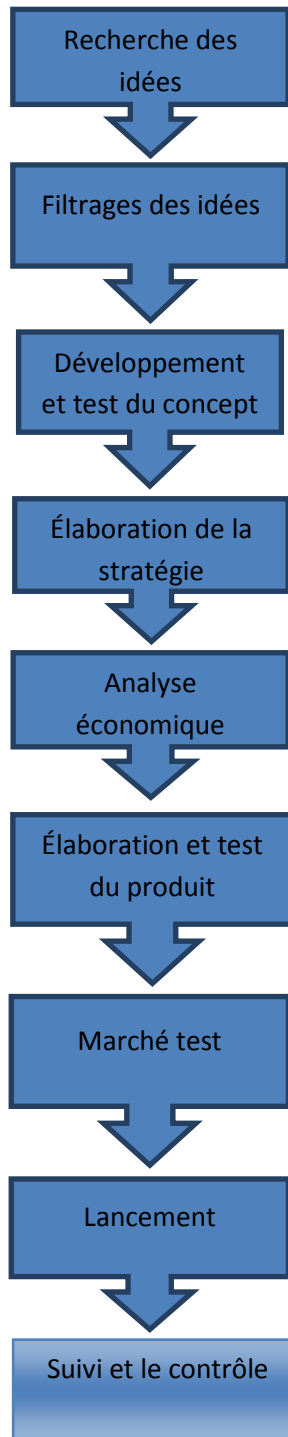 Recherche des
idées
Filtrages des idées
Développement
et test du concept
Élaboration de la
stratégie
Analyse
économique
Élaboration et test
du produit
Marché test
Lancement
Suivi et le contrôle